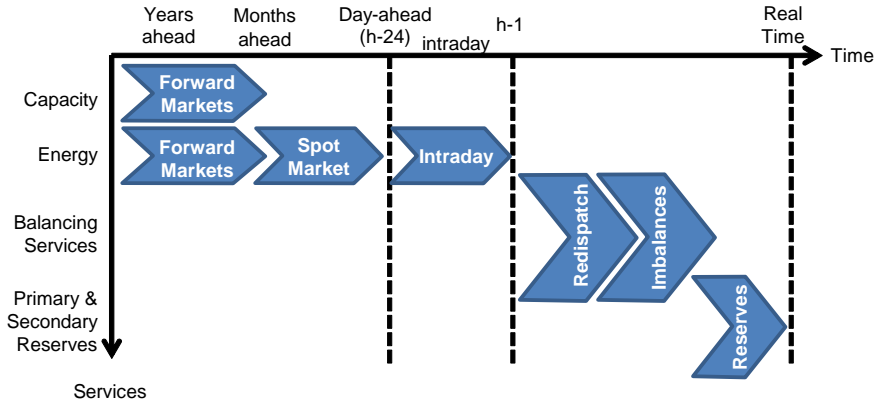 Years
ahead
Months
ahead
Day-ahead
(h-24)
intraday
h-1
Real
Time
Time
Capacity
Forward
Markets
Energy
Forward
Markets
Spot
Market
Intraday
Balancing
Services
Redispatch
Imbalances
Primary &
Secondary
Reserves
Reserves
Services